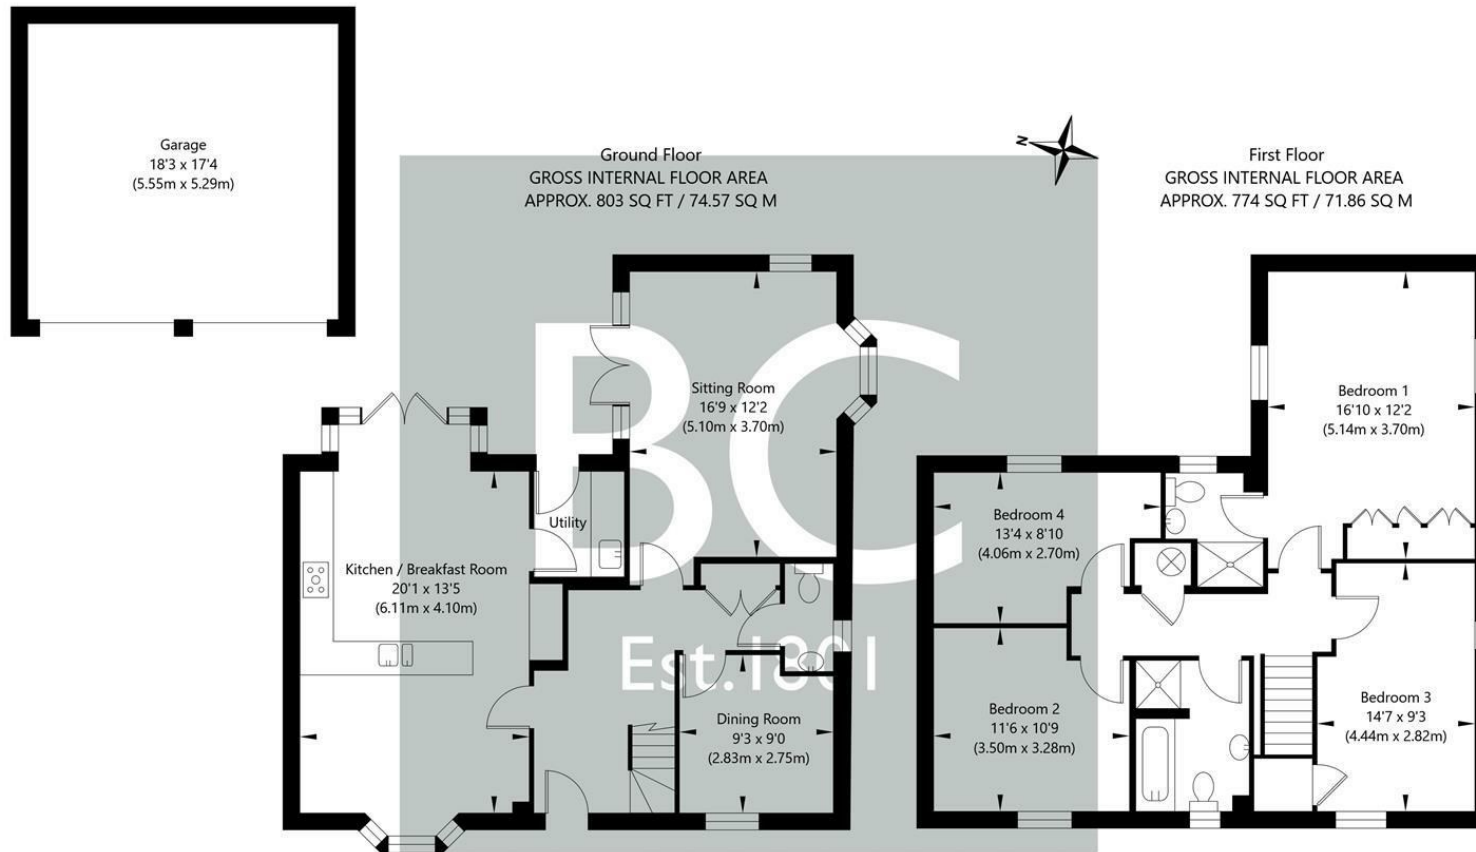 Garage
18'3 x 17'4
(5.55m x 5.29m)
Ground Floor
GROSS INTERNAL FLOOR AREA
APPROX. 803 SQ FT / 74.57 SQ M
N
First Floor
GROSS INTERNAL FLOOR AREA
APPROX. 774 SQ FT / 71.86 SQ M
BC
Est.1801
Sitting Room
16'9 x 12'2
(5.10m x 3.70m)
Utility
Kitchen / Breakfast Room
20'1 x 13'5
(6.11m x 4.10m)
Dining Room
9'3 x 9'0
(2.83m x 2.75m)
Bedroom 1
16'10 x 12'2
(5.14m x 3.70m)
Bedroom 4
13'4 x 8'10
(4.06m x 2.70m)
Bedroom 2
11'6 x 10'9
(3.50m x 3.28m)
Bedroom 3
14'7 x 9'3
(4.44m x 2.82m)